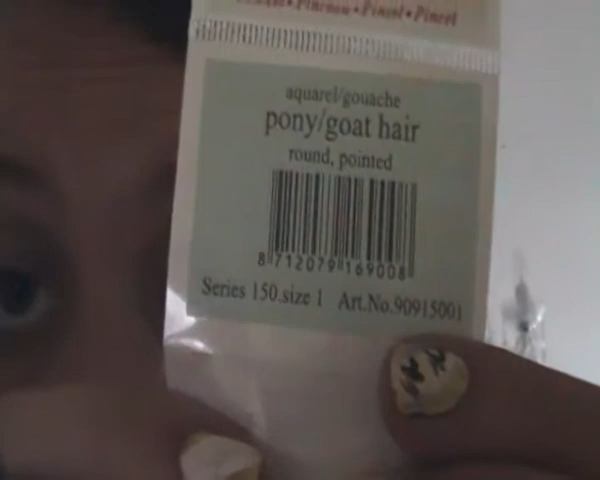 Pinceau • Pinsel • Pincel
aquarel/gouache
pony/goat hair
round, pointed
8 712079 169008
Series 150.size 1 Art.No.90915001